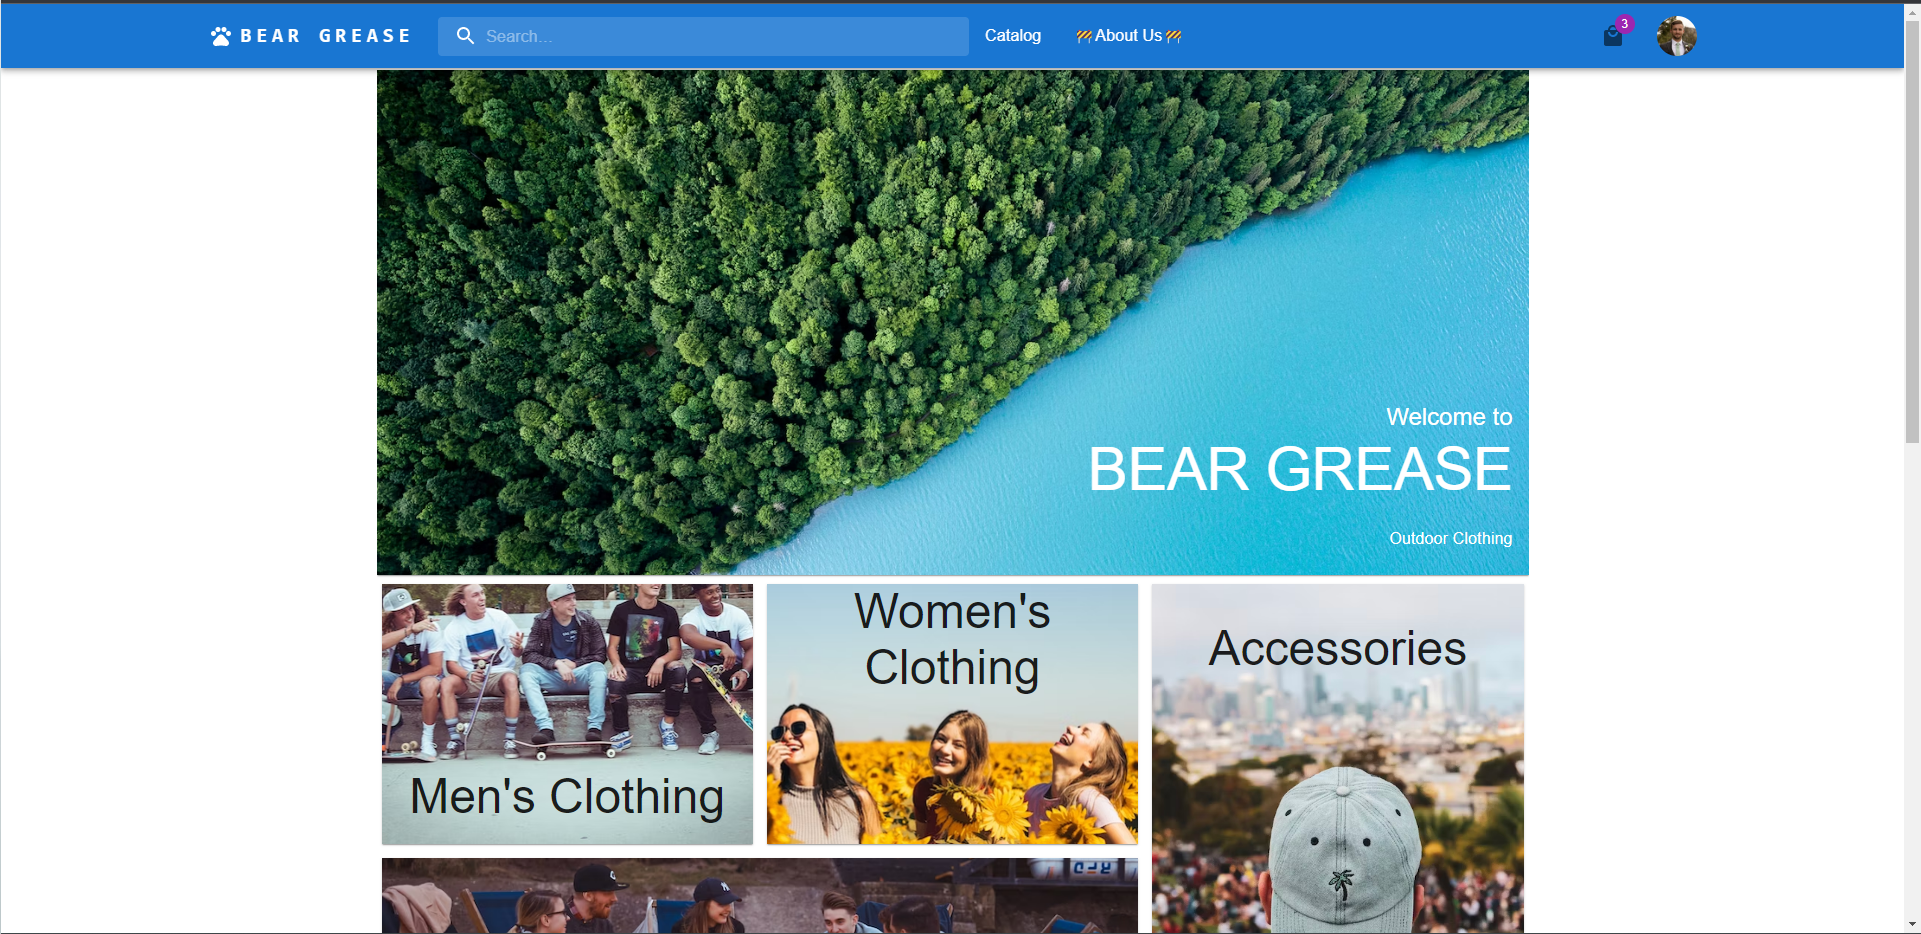 BEAR GREASE
Search...
Catalog
🚧About Us🚧
3
Welcome to
BEAR GREASE
Outdoor Clothing
Men's Clothing
Women's
Clothing
Accessories